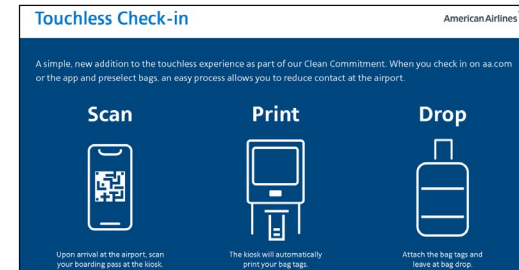 Touchless Check-in
American Airlines
A simple, new addition to the touchless experience as part of our Clean Commitment. When you check in on aa.com
or the app and preselect bags, an easy process allows you to reduce contact at the airport.
Scan
Print
Drop
Upon arrival at the airport, scan
your boarding pass at the kiosk.
The kiosk will automatically
print your bag tags.
Attach the bag tags and
leave at bag drop.